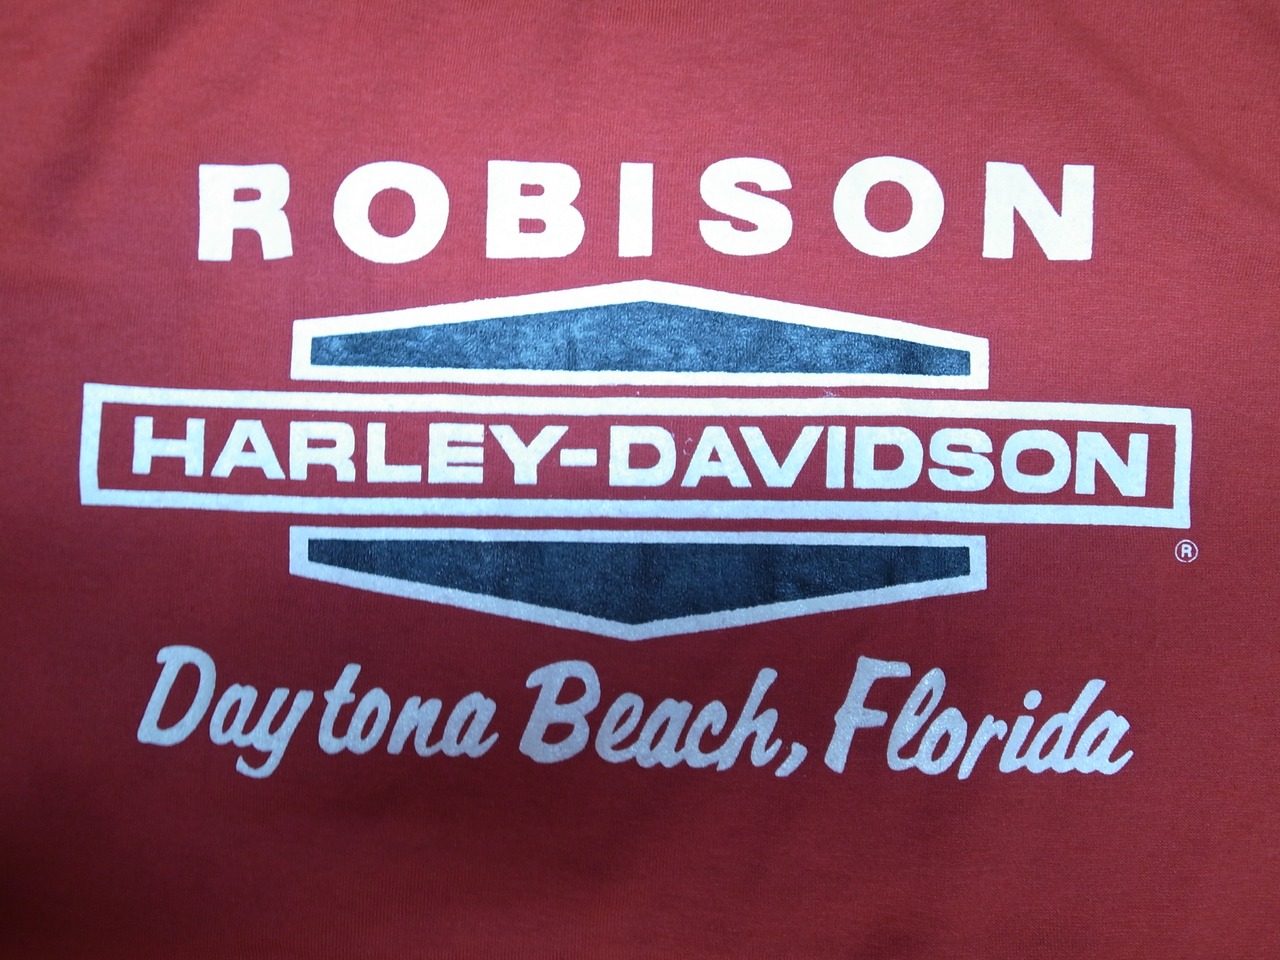 ROBISON
HARLEY-DAVIDSON
®
Daytona Beach, Florida